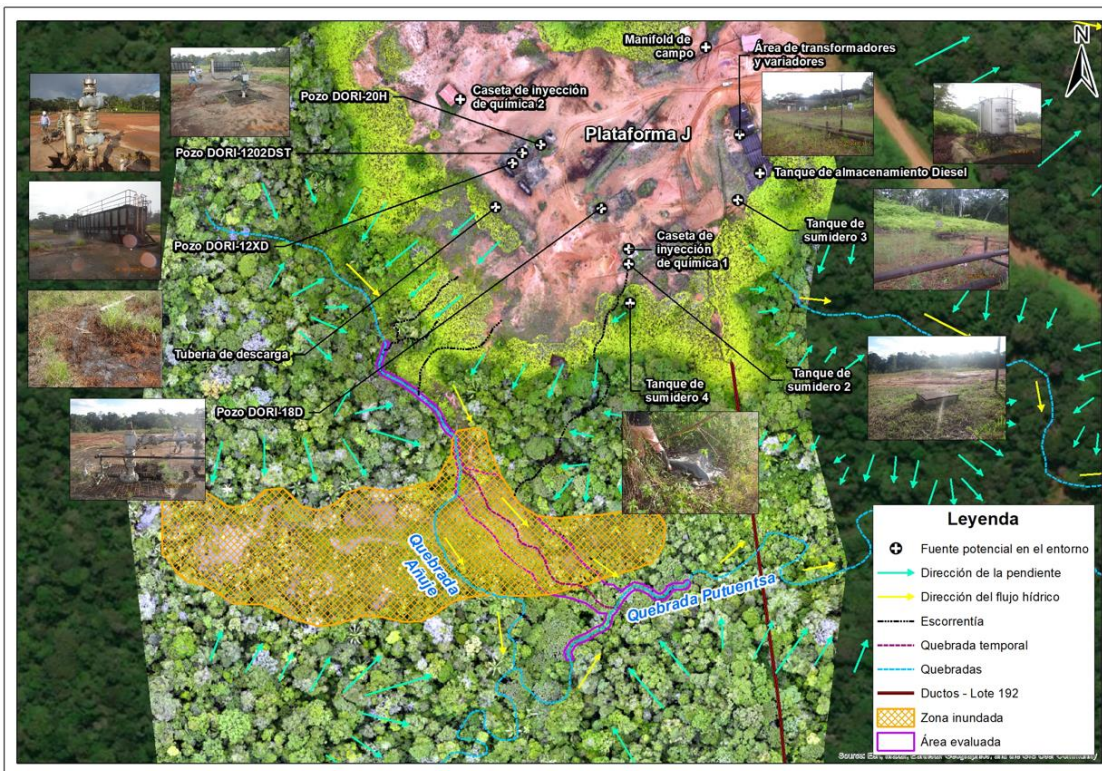 Manifold de
campo
Área de transformadores
y variadores
N
Pozo DORI-20H
Caseta de inyección
de química 2
Plataforma J
Pozo DORI-1202DST
Tanque de almacenamiento Diesel
Pozo DORI-12XD
Caseta de
inyección
de química 1
Tanque de
sumidero 3
Tubería de descarga
Tanque de
sumidero 4
Tanque de
sumidero 2
Pozo DORI-18D
Quebrada
Añuje
Quebrada Putuentsa
Leyenda
Fuente potencial en el entorno
Dirección de la pendiente
Dirección del flujo hídrico
Escorrentía
Quebrada temporal
Quebradas
Ductos - Lote 192
Zona inundada
Área evaluada